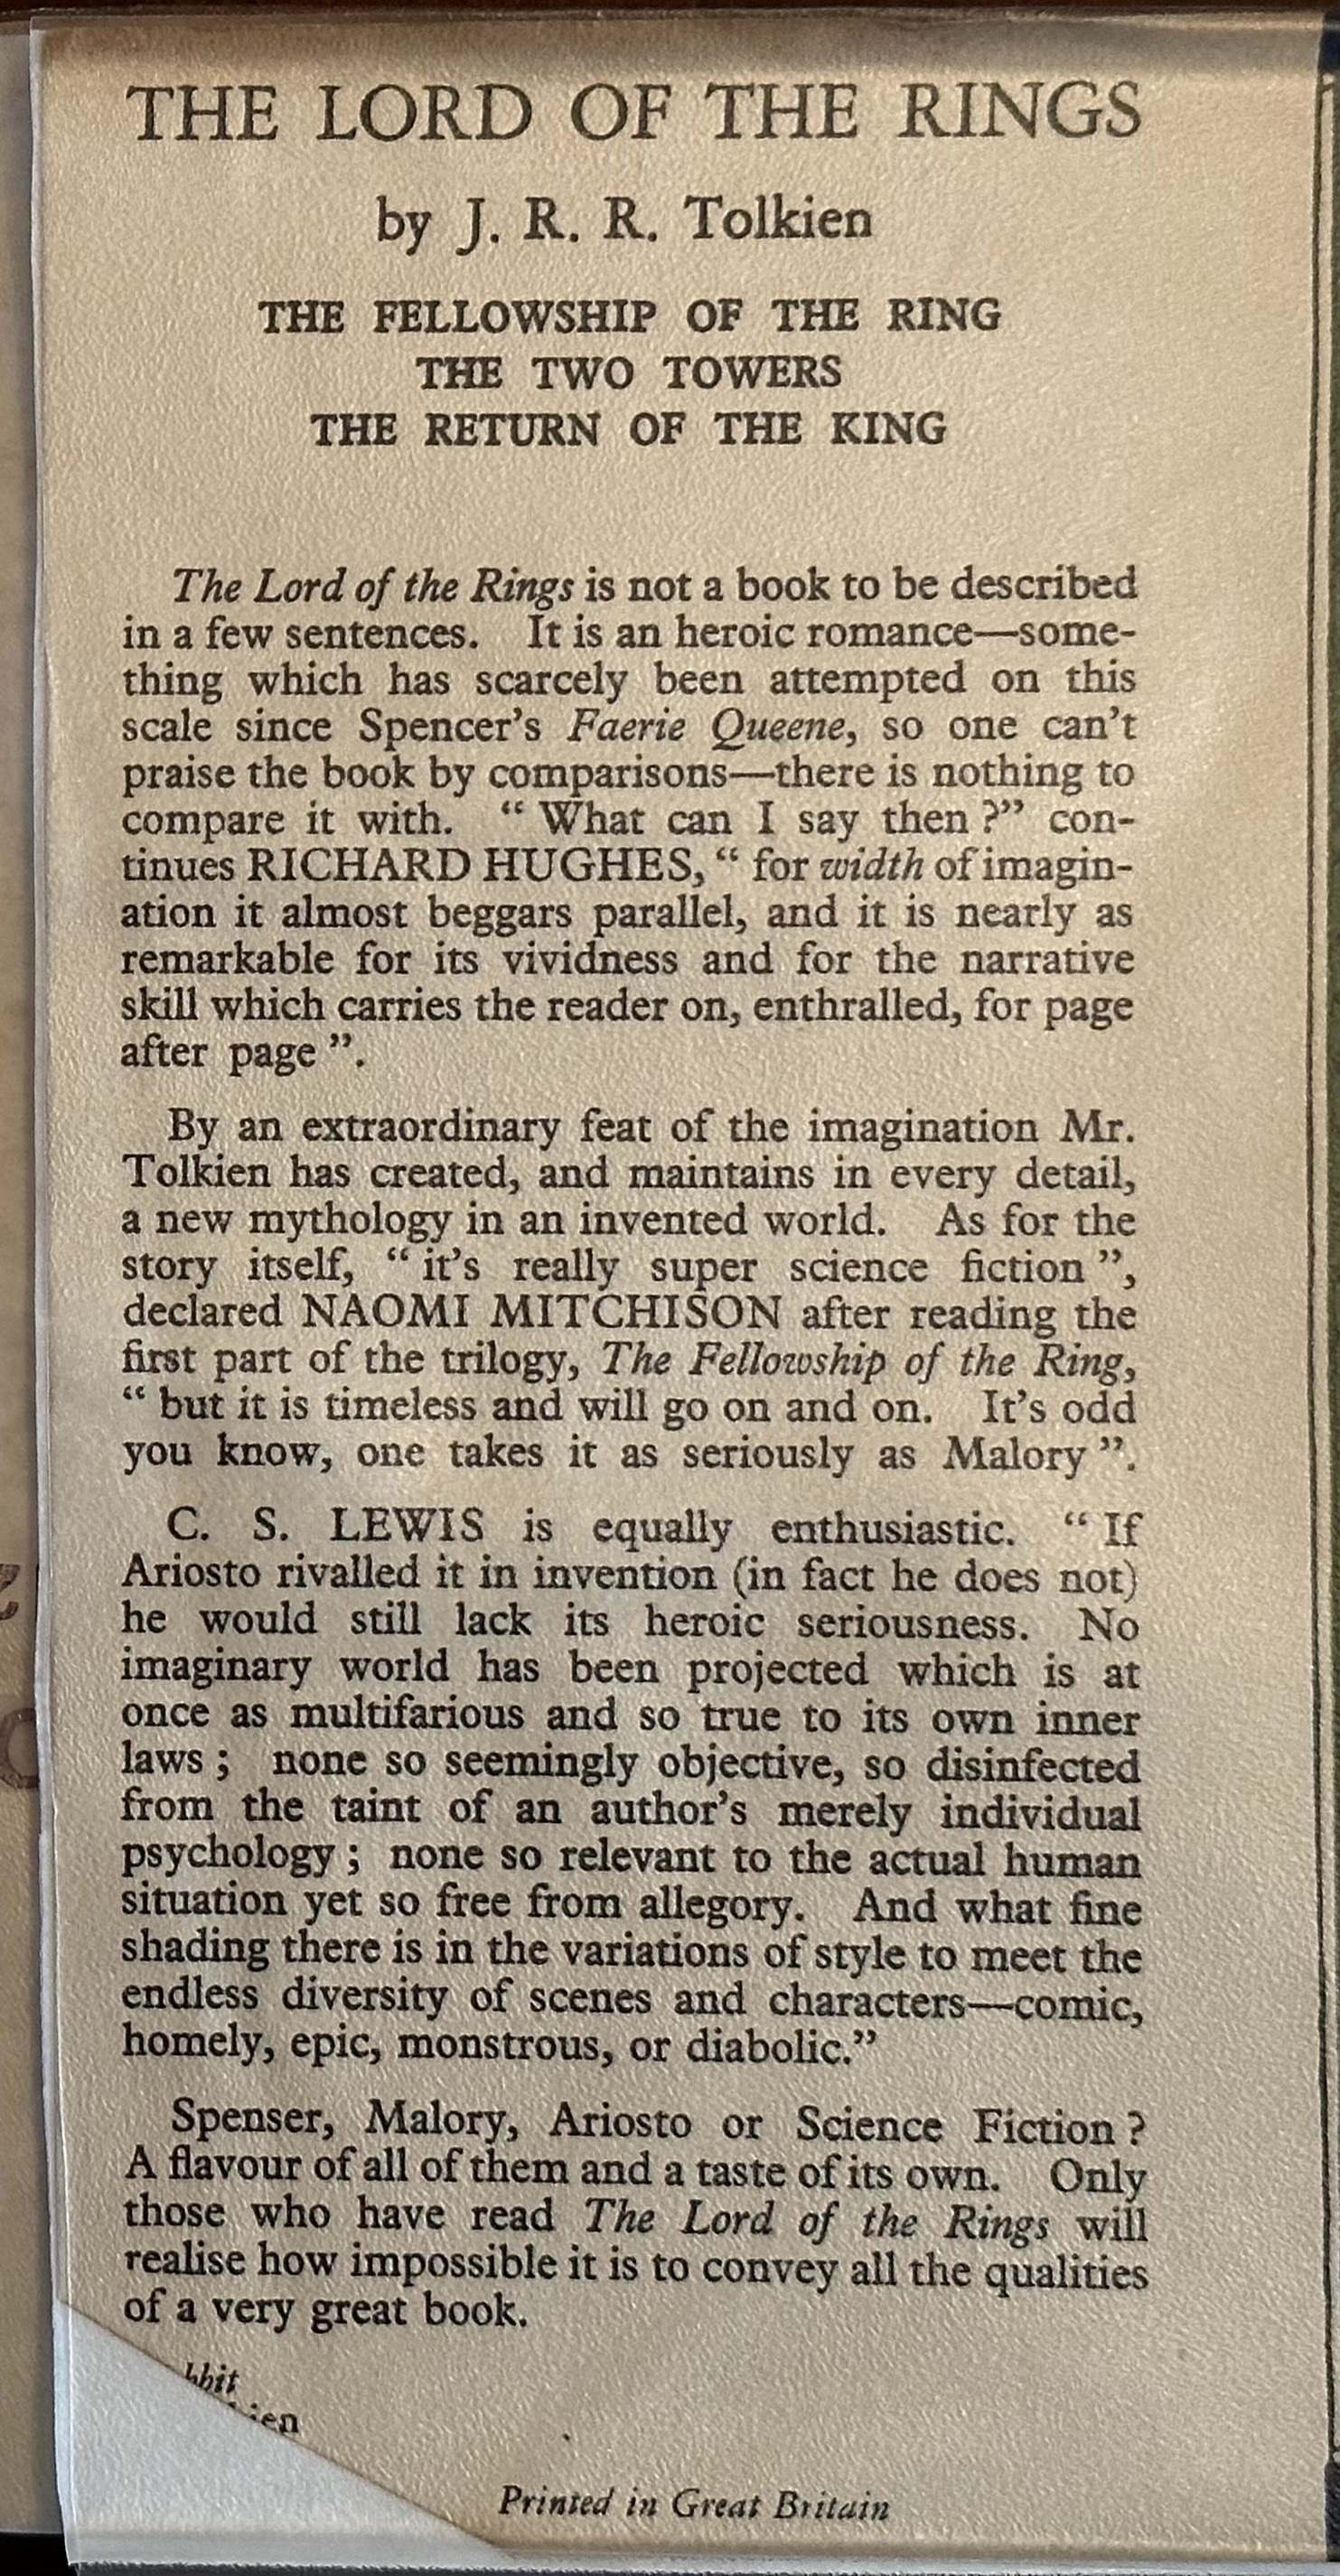 THE LORD OF THE RINGS
by J. R. R. Tolkien
THE FELLOWSHIP OF THE RING
THE TWO TOWERS
THE RETURN OF THE KING
The Lord of the Rings is not a book to be described
in a few sentences. It is an heroic romance—some-
thing which has scarcely been attempted on this
scale since Spencer's Faerie Queene, so one can't
praise the book by comparisons—there is nothing to
compare it with. “ What can I say then ?” con-
tinues RICHARD HUGHES, “ for width of imagin-
ation it almost beggars parallel, and it is nearly as
remarkable for its vividness and for the narrative
skill which carries the reader on, enthralled, for page
after page ”.
By an extraordinary feat of the imagination Mr.
Tolkien has created, and maintains in every detail,
a new mythology in an invented world. As for the
story itself, “ it's really super science fiction ”,
declared NAOMI MITCHISON after reading the
first part of the trilogy, The Fellowship of the Ring,
“ but it is timeless and will go on and on. It's odd
you know, one takes it as seriously as Malory ”.
C. S. LEWIS is equally enthusiastic. “ If
Ariosto rivalled it in invention (in fact he does not)
he would still lack its heroic seriousness. No
imaginary world has been projected which is at
once as multifarious and so true to its own inner
laws ; none so seemingly objective, so disinfected
from the taint of an author's merely individual
psychology ; none so relevant to the actual human
situation yet so free from allegory. And what fine
shading there is in the variations of style to meet the
endless diversity of scenes and characters—comic,
homely, epic, monstrous, or diabolic.”
Spenser, Malory, Ariosto or Science Fiction ?
A flavour of all of them and a taste of its own. Only
those who have read The Lord of the Rings will
realise how impossible it is to convey all the qualities
of a very great book.
Printed in Great Britain